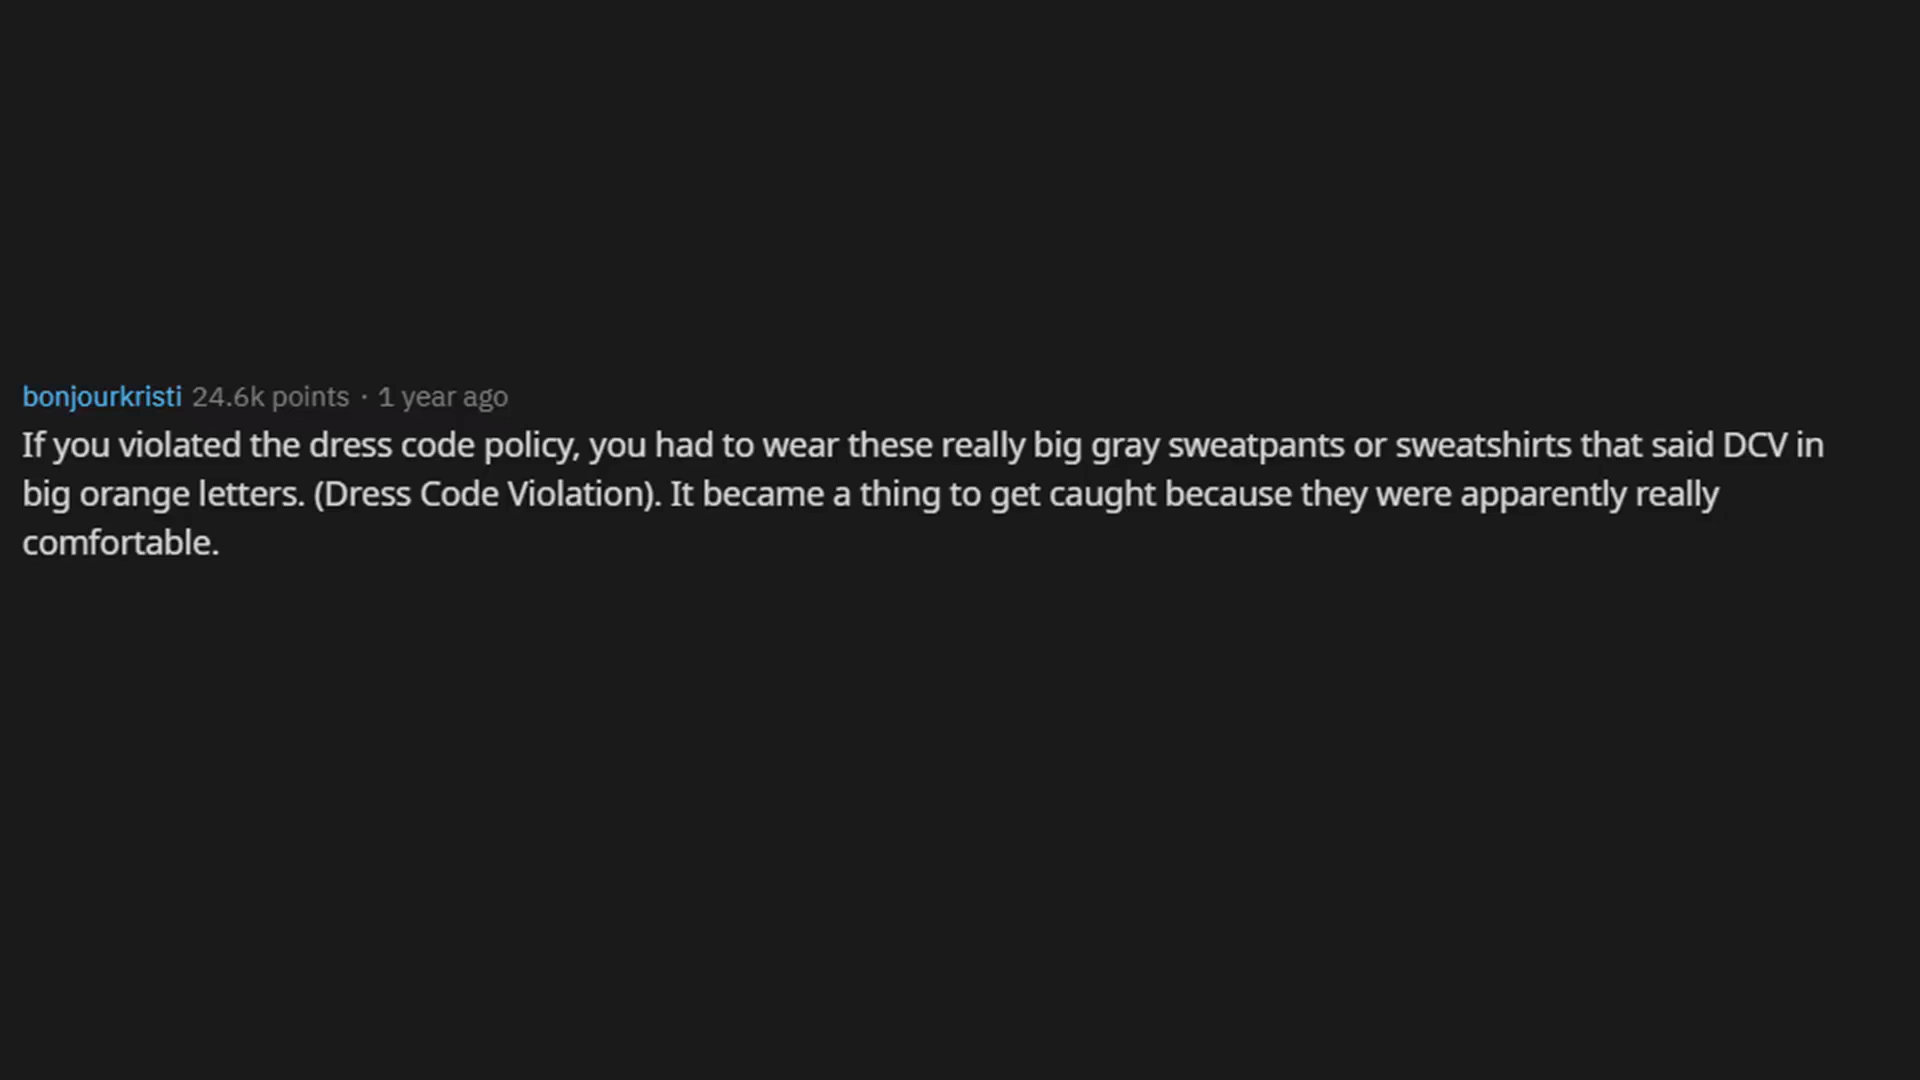 bonjourkristi 24.6k points · 1 year ago
If you violated the dress code policy, you had to wear these really big gray sweatpants or sweatshirts that said DCV in
big orange letters. (Dress Code Violation). It became a thing to get caught because they were apparently really
comfortable.